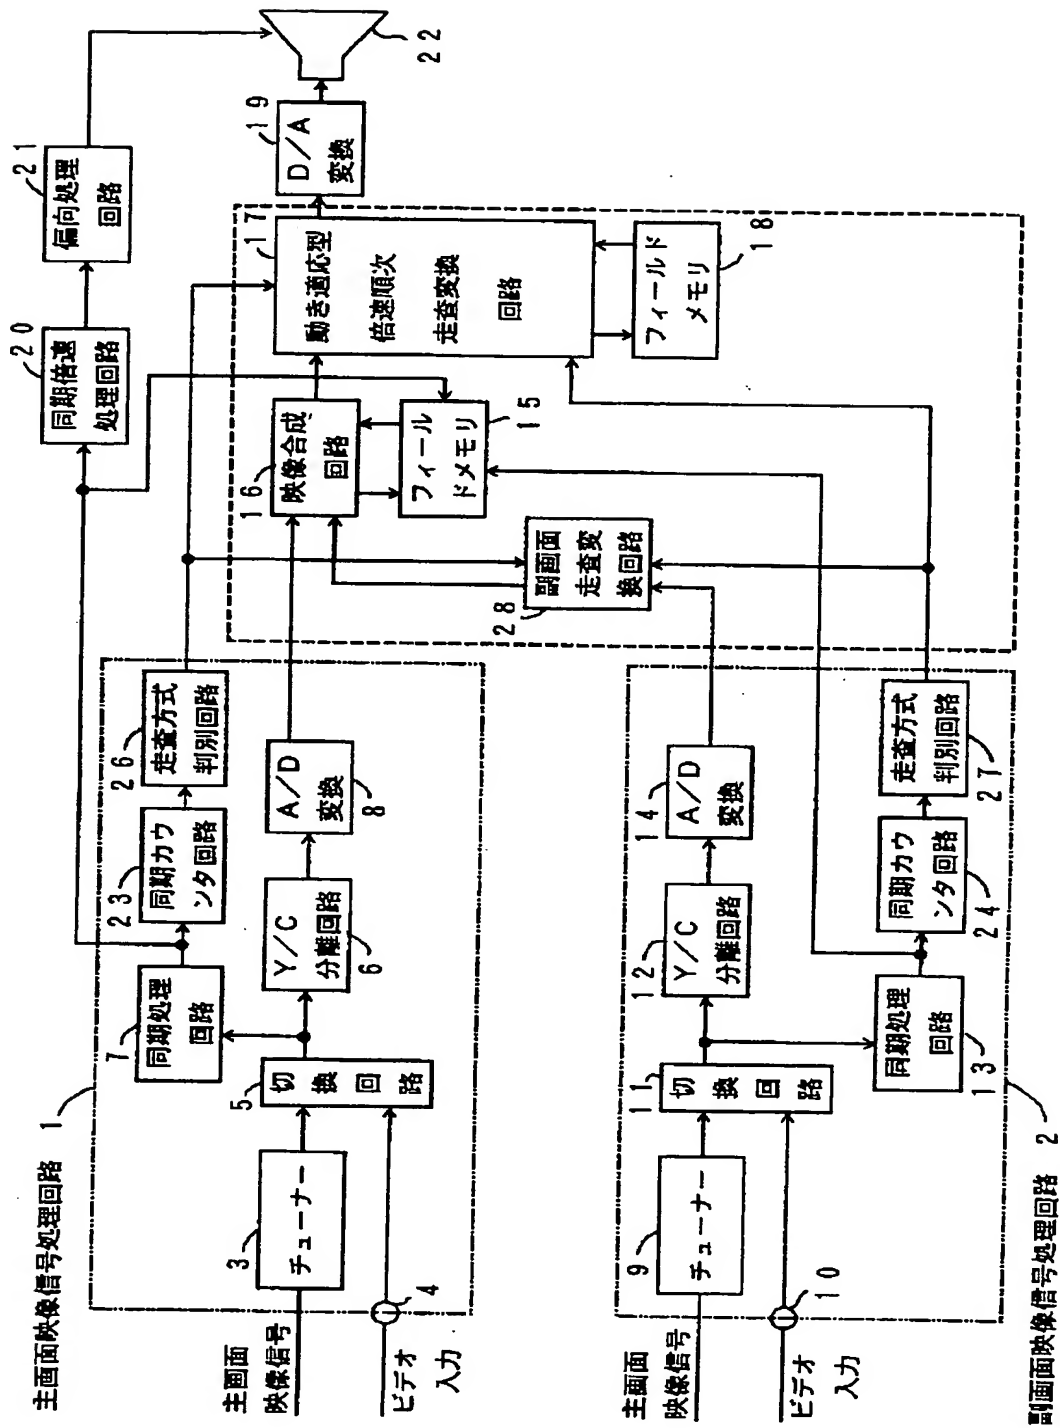 主画面映像信号処理回路 1
主画面
映像信号
ビデオ
入力
4
3
チューナー
5
切
換
回
路
7
同期処理
回路
Y/C
分離回路
6
23
同期カウ
ンタ回路
26
走査方式
判別回路
A/D
変換
8
20
同期倍速
処理回路
21
偏向処理
回路
16
映像合成
回路
フィール
ドメモリ
15
28
副画面
走査変
換回路
17
動き適応型
倍速順次
走査変換
回路
フィールド
メモリ
18
19
D/A
変換
22
主画面
映像信号
ビデオ
入力
10
9
チューナー
11
切
換
回
路
12
Y/C
分離回路
14
A/D
変換
同期処理
回路
13
同期カウ
ンタ回路
24
走査方式
判別回路
27
副画面映像信号処理回路 2